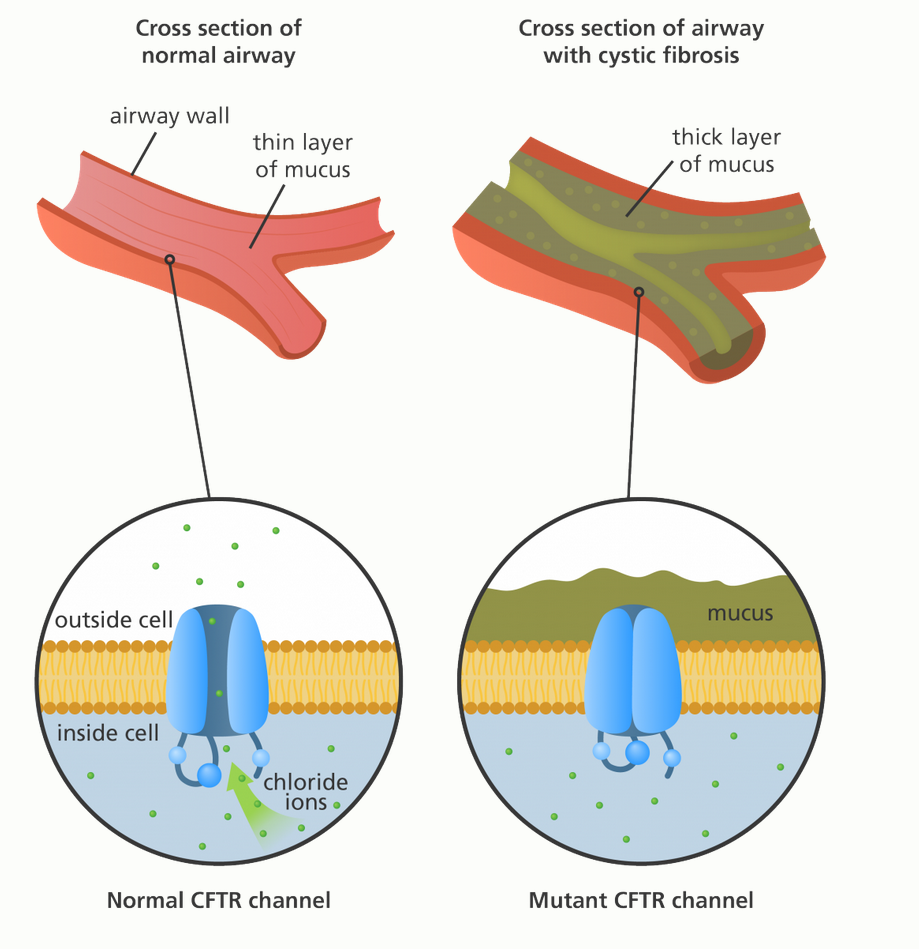 Cross section of
normal airway
Cross section of airway
with cystic fibrosis
airway wall
thin layer
of mucus
thick layer
of mucus
outside cell
inside cell
chloride
ions
mucus
Normal CFTR channel
Mutant CFTR channel